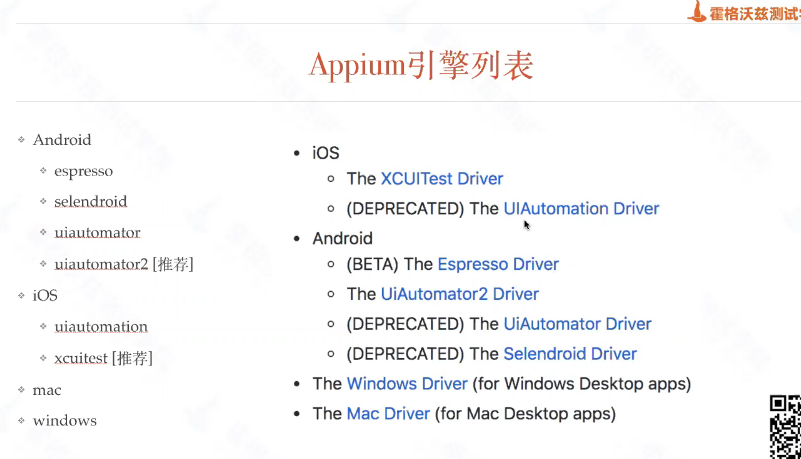 霍格沃兹测试学
Appium引擎列表
Android
espresso
selendroid
uiautomator
uiautomator2 [推荐]
iOS
uiautomation
xcuitest [推荐]
mac
windows
iOS
The XCUITest Driver
(DEPRECATED) The UIAutomation Driver
Android
(BETA) The Espresso Driver
The UiAutomator2 Driver
(DEPRECATED) The UiAutomator Driver
(DEPRECATED) The Selendroid Driver
The Windows Driver (for Windows Desktop apps)
The Mac Driver (for Mac Desktop apps)